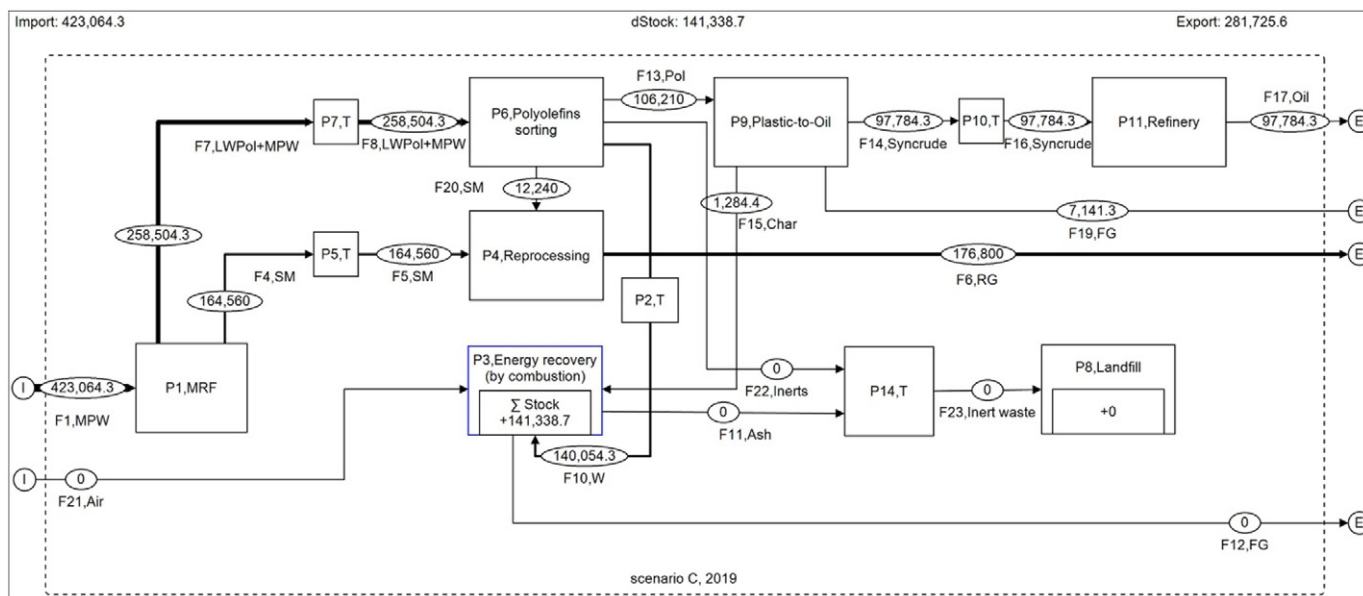 Import: 423,064.3
dStock: 141,338.7
Export: 281,725.6
F13,Pol
106,210
P7,T
258,504.3
F7,LWPol+MPW
F8,LWPol+MPW
P6,Polyolefins
sorting
P9,Plastic-to-Oil
97,784.3
F14,Syncrude
P10,T
97,784.3
F16,Syncrude
P11,Refinery
F17,Oil
97,784.3
E
F20,SM
12,240
1,284.4
F15,Char
7,141.3
F19,FG
E
258,504.3
P5,T
F4,SM
164,560
F5,SM
P4,Reprocessing
176,800
F6,RG
E
164,560
P2,T
I
423,064.3
F1,MPW
P1,MRF
P3,Energy recovery
(by combustion)
∑ Stock
+141,338.7
0
F22,Inerts
0
F11,Ash
P14,T
0
F23,Inert waste
P8,Landfill
+0
140,054.3
F10,W
I
0
F21,Air
0
F12,FG
E
scenario C, 2019